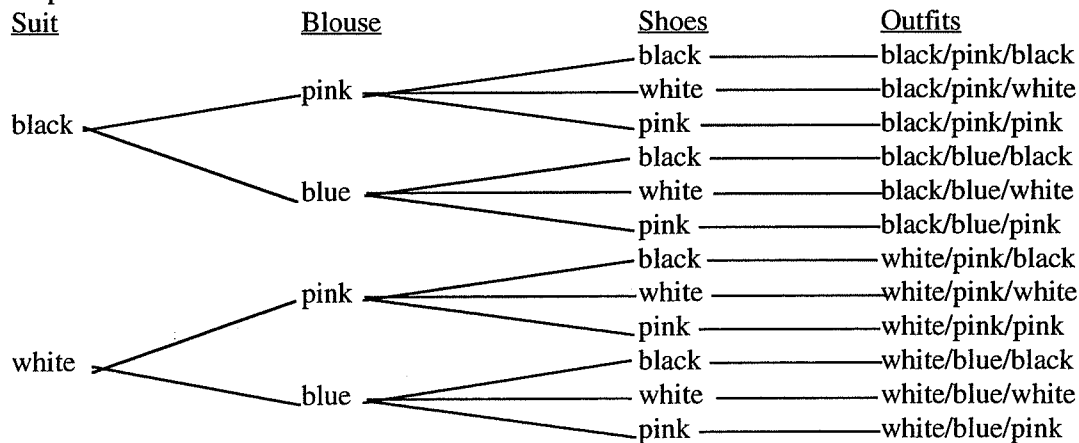 Suit Blouse Shoes Outfits
black black/pink/black
pink white black/pink/white
black pink black/pink/pink
black black/blue/black
blue white black/blue/white
pink black/blue/pink
black white/pink/black
pink white white/pink/white
pink white/pink/pink
white black white/blue/black
blue white white/blue/white
pink white/blue/pink